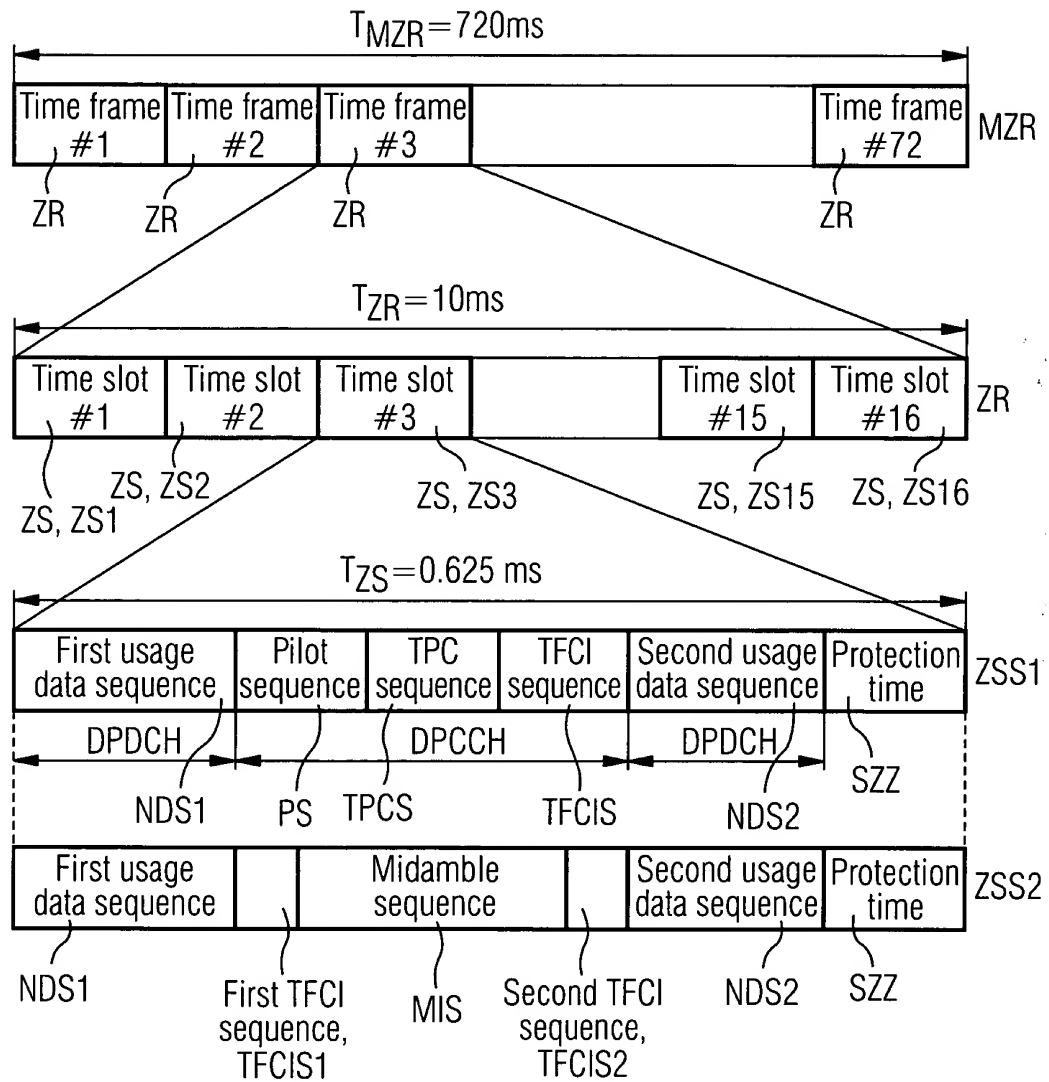 TMZR=720ms
Time frame #1
Time frame #2
Time frame #3
Time frame #72
MZR
ZR
ZR
ZR
ZR
TZR=10ms
Time slot #1
Time slot #2
Time slot #3
Time slot #15
Time slot #16
ZR
ZS, ZS1
ZS, ZS2
ZS, ZS3
ZS, ZS15
ZS, ZS16
TZS=0.625 ms
First usage data sequence
Pilot sequence
TPC sequence
TFCI sequence
Second usage data sequence
Protection time
ZSS1
DPDCH
DPCCH
DPDCH
NDS1
PS
TPCS
TFCIS
NDS2
SZZ
First usage data sequence
Midamble sequence
Second usage data sequence
Protection time
ZSS2
NDS1
First TFCI sequence, TFCIS1
MIS
Second TFCI sequence, TFCIS2
NDS2
SZZ